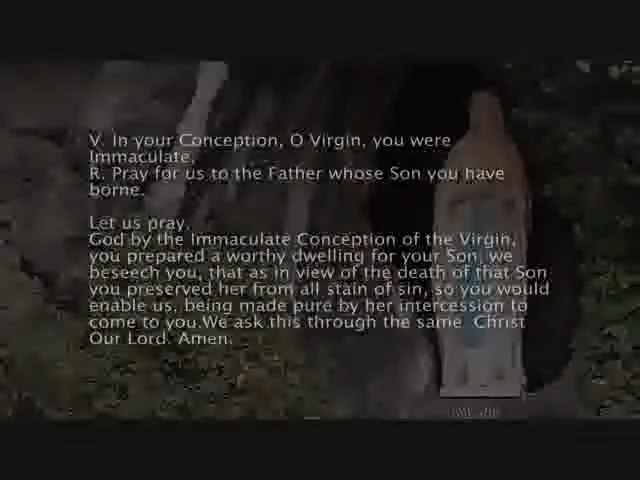 V. In your Conception, O Virgin, you were
Immaculate.
R. Pray for us to the Father whose Son you have
borne.
Let us pray.
God by the Immaculate Conception of the Virgin,
you prepared a worthy dwelling for your Son, we
beseech you, that as in view of the death of that Son
you preserved her from all stain of sin, so you would
enable us, being made pure by her intercession to
come to you.We ask this through the same Christ
Our Lord. Amen.